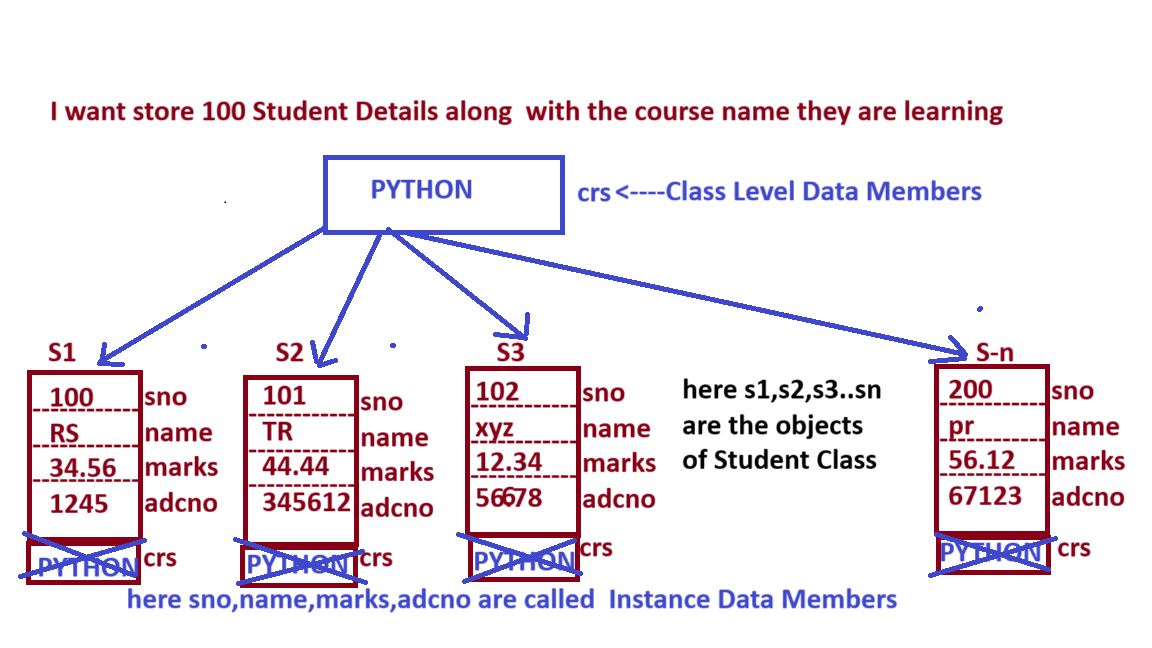 I want store 100 Student Details along with the course name they are learning
PYTHON
crs <----Class Level Data Members
S1
S2
S3
S-n
100 sno
RS name
34.56 marks
1245 adcno
PYTHON crs
101 sno
TR name
44.44 marks
345612 adcno
PYTHON crs
102 sno
xyz name
12.34 marks
56678 adcno
PYTHON crs
here s1,s2,s3..sn
are the objects
of Student Class
200 sno
pr name
56.12 marks
67123 adcno
PYTHON crs
here sno,name,marks,adcno are called Instance Data Members